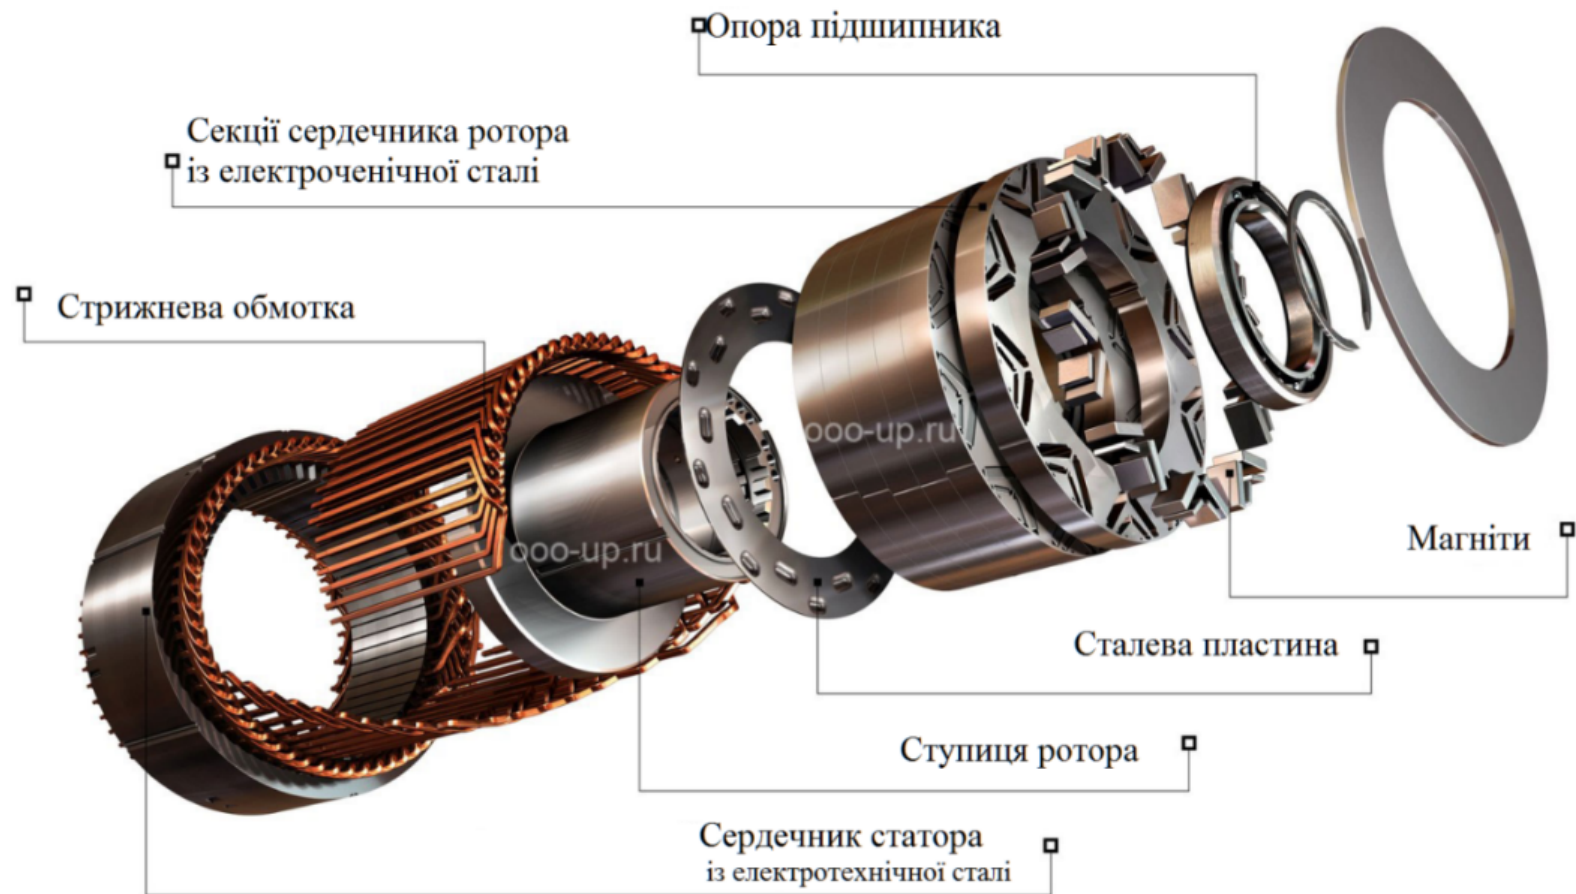 Опора підшипника
Секції сердечника ротора
із електроченічної сталі
Стрижнева обмотка
ooo-up.ru
ooo-up.ru
Магніти
Сталева пластина
Ступиця ротора
Сердечник статора
із електротехнічної сталі